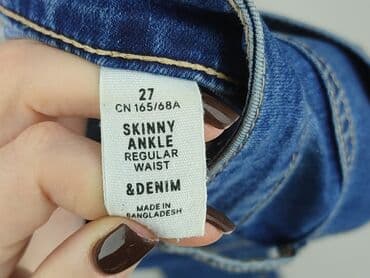 27
CN 165/68A
SKINNY
ANKLE
REGULAR
WAIST
&DENIM
MADE IN
BANGLADESH